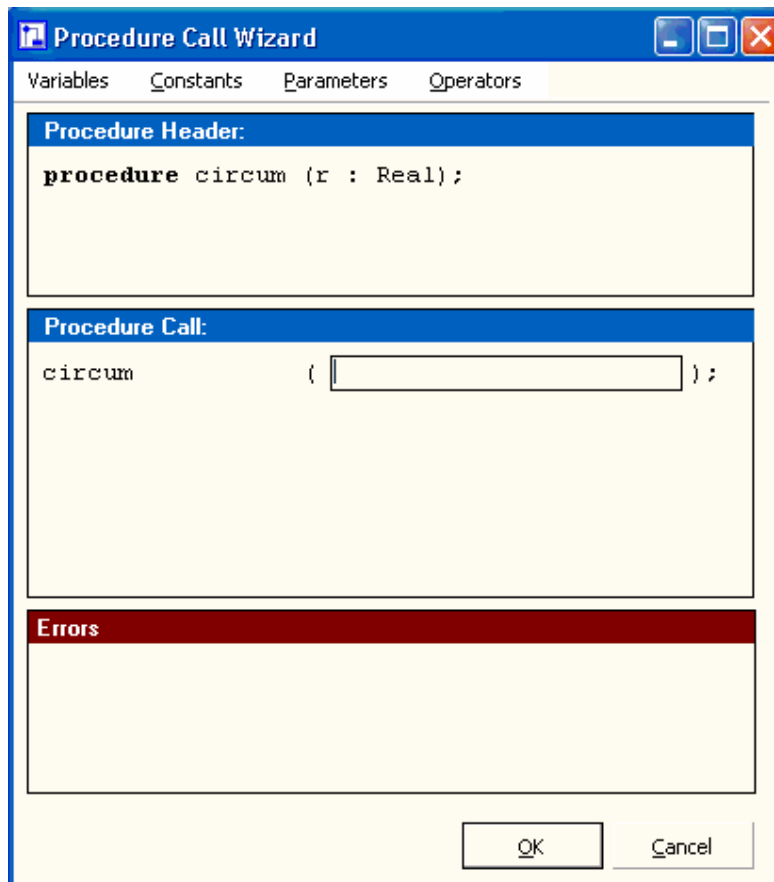 Procedure Call Wizard
Variables Constants Parameters Operators
Procedure Header:
procedure circum (r : Real);
Procedure Call:
circum ( );
Errors
OK Cancel